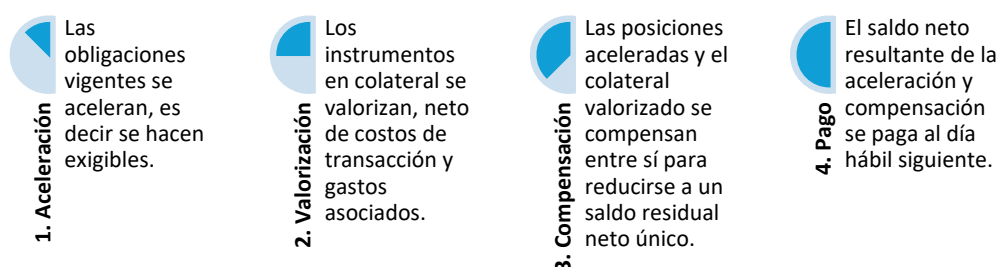 1. Aceleración
Las
obligaciones
vigentes se
aceleran, es
decir se hacen
exigibles.
2. Valorización
Los
instrumentos
en colateral se
valorizan, neto
de costos de
transacción y
gastos
asociados.
3. Compensación
Las posiciones
aceleradas y el
colateral
valorizado se
compensan
entre sí para
reducirse a un
saldo residual
neto único.
4. Pago
El saldo neto
resultante de la
aceleración y
compensación
se paga al día
hábil siguiente.